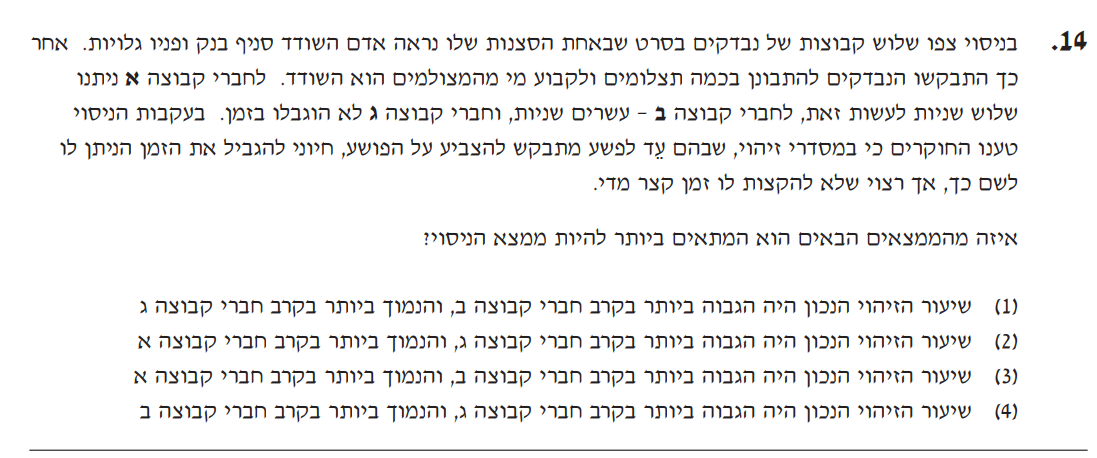 14. בניסוי צפו שלוש קבוצות של נבדקים בסרט שבאחת הסצנות שלו נראה אדם השודד סניף בנק ופניו גלויות. אחר
כך התבקשו הנבדקים להתבונן בכמה תצלומים ולקבוע מי מהמצולמים הוא השודד. לחברי קבוצה א ניתנו
שלוש שניות לעשות זאת, לחברי קבוצה ב – עשרים שניות, וחברי קבוצה ג לא הוגבלו בזמן. בעקבות הניסוי
טענו החוקרים כי במסדרי זיהוי, שבהם עֵד לפשע מתבקש להצביע על הפושע, חיוני להגביל את הזמן הניתן לו
לשם כך, אך רצוי שלא להקצות לו זמן קצר מדי.
איזה מהממצאים הבאים הוא המתאים ביותר להיות ממצא הניסוי?
(1) שיעור הזיהוי הנכון היה הגבוה ביותר בקרב חברי קבוצה ב, והנמוך ביותר בקרב חברי קבוצה ג
(2) שיעור הזיהוי הנכון היה הגבוה ביותר בקרב חברי קבוצה ג, והנמוך ביותר בקרב חברי קבוצה א
(3) שיעור הזיהוי הנכון היה הגבוה ביותר בקרב חברי קבוצה ב, והנמוך ביותר בקרב חברי קבוצה א
(4) שיעור הזיהוי הנכון היה הגבוה ביותר בקרב חברי קבוצה ג, והנמוך ביותר בקרב חברי קבוצה ב